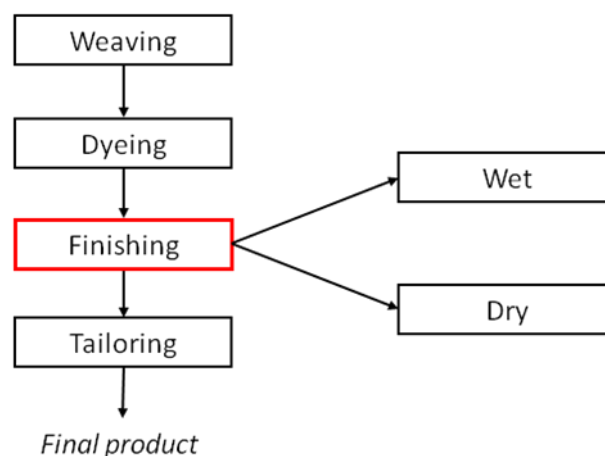 Weaving
Dyeing
Finishing
Tailoring
Final product
Wet
Dry